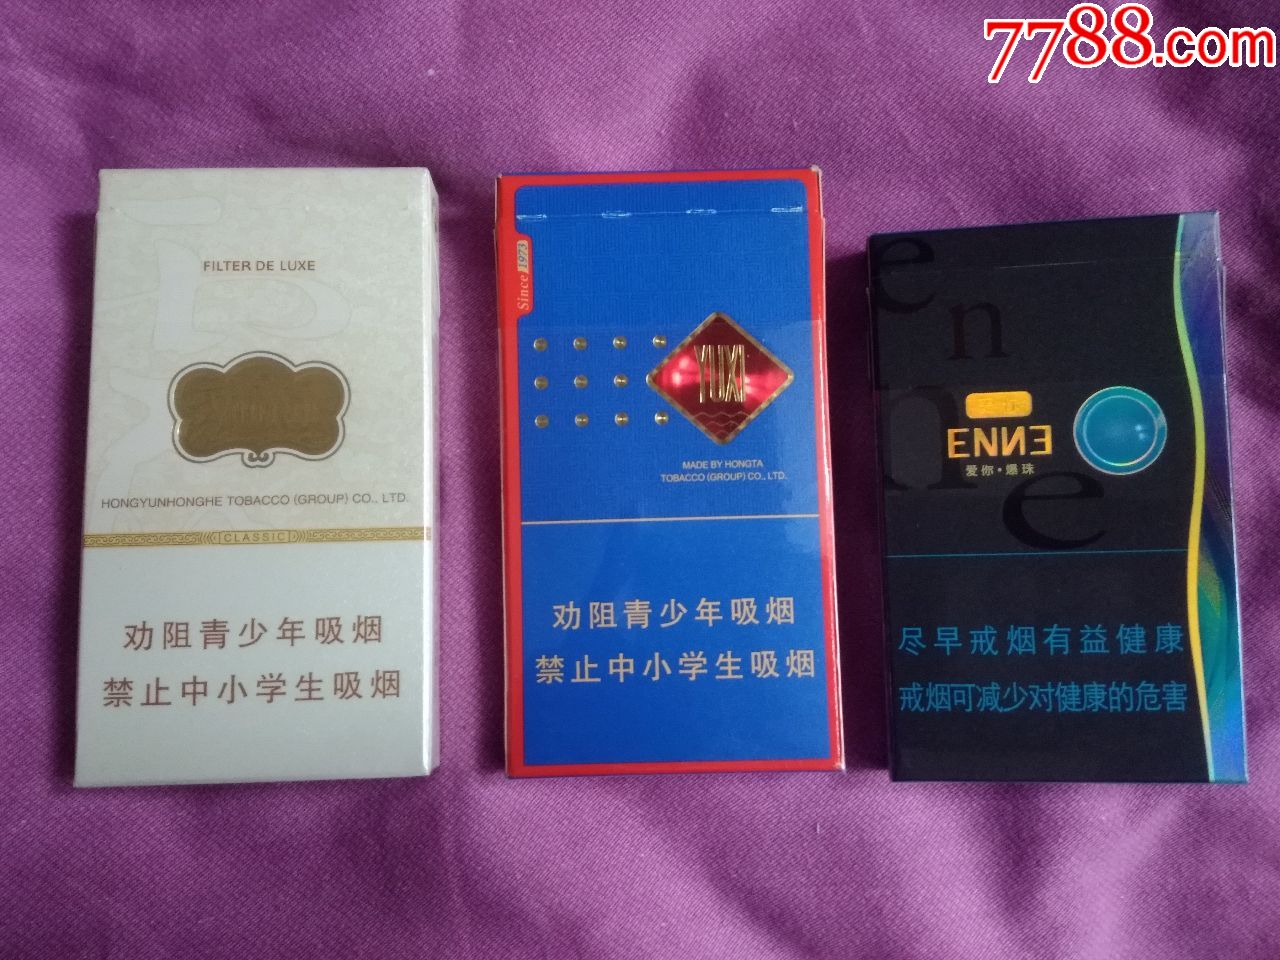 7788.com
FILTER DE LUXE
HONGYUNHONGHE TOBACCO (GROUP) CO., LTD.
CLASSIC
劝阻青少年吸烟
禁止中小学生吸烟
Since 1973
YUXI
MADE BY HONGTA
TOBACCO (GROUP) CO., LTD.
劝阻青少年吸烟
禁止中小学生吸烟
e
n
n
e
ENNE
爱你·爆珠
尽早戒烟有益健康
戒烟可减少对健康的危害